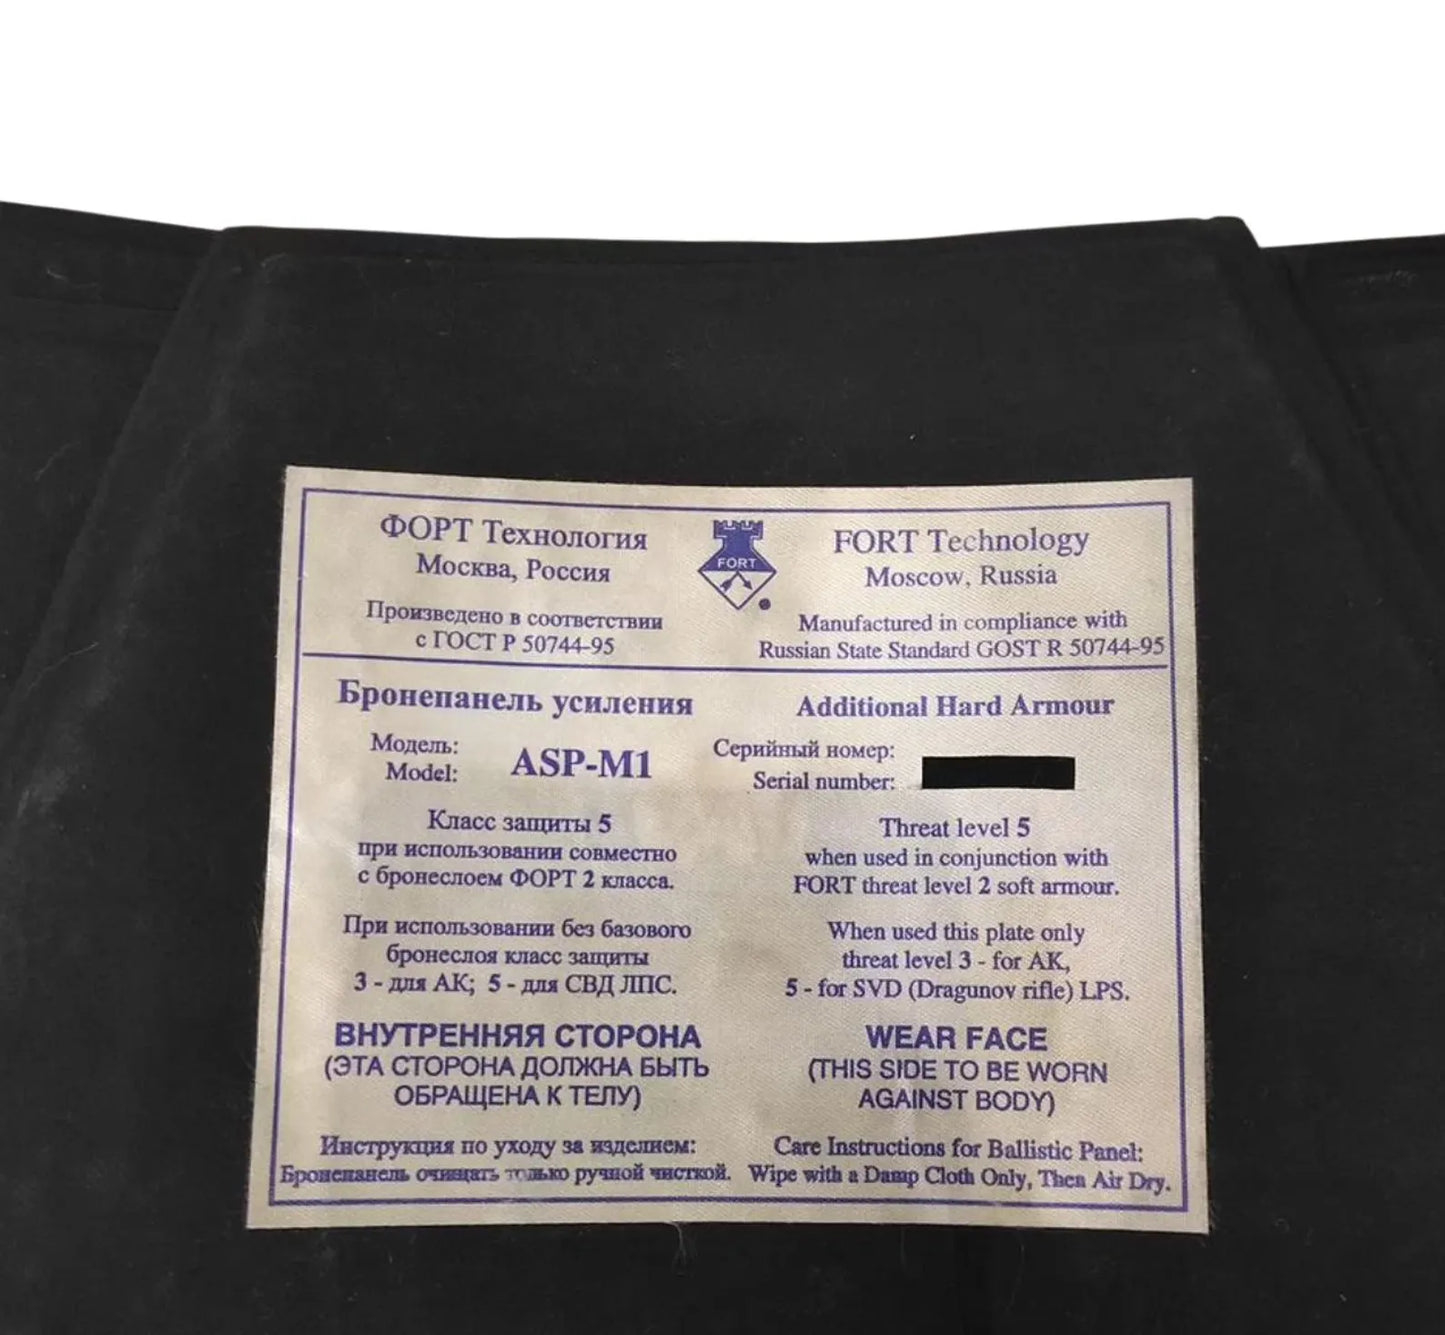 ФОРТ Технология
Москва, Россия
Произведено в соответствии
с ГОСТ Р 50744-95
FORT
FORT Technology
Moscow, Russia
Manufactured in compliance with
Russian State Standard GOST R 50744-95
Бронепанель усиления
Модель:
Model:
ASP-M1
Additional Hard Armour
Серийный номер:
Serial number:
Класс защиты 5
при использовании совместно
с бронеслоем ФОРТ 2 класса.
При использовании без базового
бронеслоя класс защиты
3 - для АК; 5 - для СВД ЛПС.
ВНУТРЕННЯЯ СТОРОНА
(ЭТА СТОРОНА ДОЛЖНА БЫТЬ
ОБРАЩЕНА К ТЕЛУ)
Инструкция по уходу за изделием:
Бронепанель очищать только ручной чисткой.
Threat level 5
when used in conjunction with
FORT threat level 2 soft armour.
When used this plate only
threat level 3 - for AK,
5 - for SVD (Dragunov rifle) LPS.
WEAR FACE
(THIS SIDE TO BE WORN
AGAINST BODY)
Care Instructions for Ballistic Panel:
Wipe with a Damp Cloth Only, Then Air Dry.